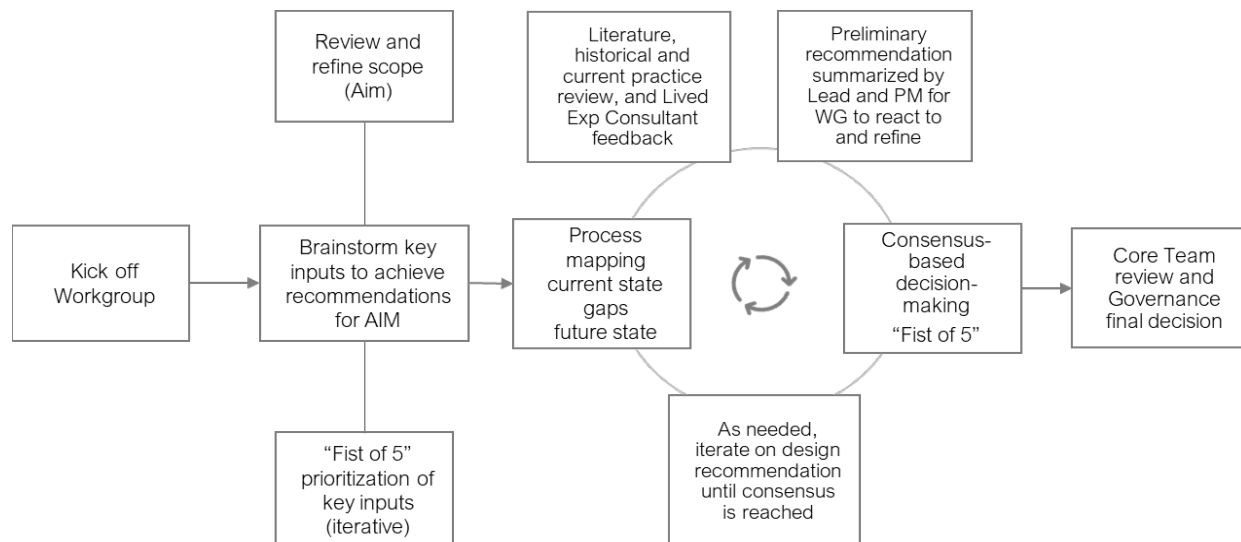 Review and
refine scope
(Aim)
Literature,
historical and
current practice
review, and Lived
Exp Consultant
feedback
Preliminary
recommendation
summarized by
Lead and PM for
WG to react to
and refine
Kick off
Workgroup
Brainstorm key
inputs to achieve
recommendations
for AIM
Process
mapping
current state
gaps
future state
Consensus-
based
decision-
making
“Fist of 5”
Core Team
review and
Governance
final decision
“Fist of 5”
prioritization of
key inputs
(iterative)
As needed,
iterate on design
recommendation
until consensus
is reached